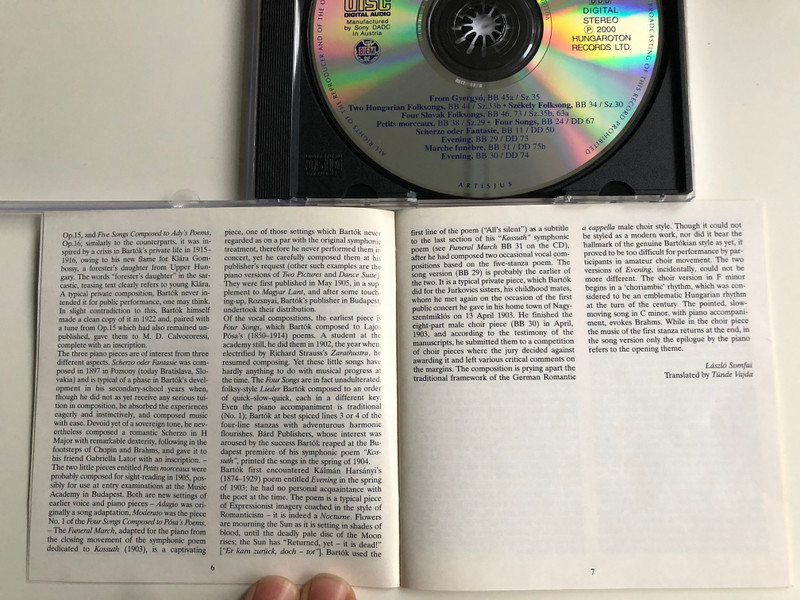 DISC
DIGITAL AUDIO
Manufactured
by Sony DADC
in Austria
DDD
DIGITAL
STEREO
Ⓟ 2000
HUNGAROTON
RECORDS LTD.
ALL RIGHTS OF THE
REPRODUCER AND OF THE
BROADCASTING OF THIS RECORD PROHIBITED
From Gyergyó, BB 45a / Sz.35
Two Hungarian Folksongs, BB 44 / Sz.33b • Székely Folksong, BB 34 / Sz.30
Four Slovak Folksongs, BB 46, 73 / Sz.35b, 63a
Petits morceaux, BB 38 / Sz.29 • Four Songs, BB 24 / DD 67
Scherzo oder Fantasie, BB 11 / DD 50
Evening, BB 29 / DD 73
Marche funèbre, BB 31 / DD 75b
Evening, BB 30 / DD 74
ARTISJUS
Op.15, and Five Songs Composed to Ady's Poems,
Op.16; similarly to the counterparts, it was in-
spired by a crisis in Bartók's private life in 1915–
1916, owing to his new flame for Klára Gom-
bossy, a forester's daughter from Upper Hun-
gary. The words “forester's daughter” in the sar-
castic, teasing text clearly refers to young Klára.
A typical private composition, Bartók never in-
tended it for public performance, one may think.
In slight contradiction to this, Bartók himself
made a clean copy of it in 1922 and, paired with
a tune from Op.15 which had also remained un-
published, gave them to M. D. Calvocoressi,
complete with an inscription.
The three piano pieces are of interest from three
different aspects. Scherzo oder Fantasie was com-
posed in 1897 in Pozsony (today Bratislava, Slo-
vakia) and is typical of a phase in Bartók's devel-
opment in his secondary-school years when,
though he did not as yet receive any serious tui-
tion in composition, he absorbed the experiences
eagerly and instinctively, and composed music
with ease. Devoid yet of a sovereign tone, he nev-
ertheless composed a romantic Scherzo in H
Major with remarkable dexterity, following in the
footsteps of Chopin and Brahms, and gave it to
his friend Gabriella Lator with an inscription. –
The two little pieces entitled Petits morceaux were
probably composed for sight-reading in 1905, pos-
sibly for use at entry examinations at the Music
Academy in Budapest. Both are new settings of
earlier voice and piano pieces – Adagio was ori-
ginally a song adaptation, Moderato was the piece
No. 1 of the Four Songs Composed to Pósa's Poems.
– The Funeral March, adapted for the piano from
the closing movement of the symphonic poem
dedicated to Kossuth (1903), is a captivating
6
piece, one of those settings which Bartók never
regarded as on a par with the original symphonic
treatment, therefore he never performed them in
concert, yet he carefully composed them at his
publisher's request (other such examples are the
piano versions of Two Pictures and Dance Suite).
They were first published in May 1905, in a sup-
plement to Magyar Lant, and after some touch-
ing-up, Rozsnyai, Bartók's publisher in Budapest,
undertook their distribution.
Of the vocal compositions, the earliest piece is
Four Songs, which Bartók composed to Lajos
Pósa's (1850–1914) poems. A student at the
academy still, he did them in 1902, the year when,
electrified by Richard Strauss's Zarathustra, he
resumed composing. Yet these little songs have
hardly anything to do with musical progress at
the time. The Four Songs are in fact unadulterated,
folksy-style Lieder Bartók composed to an order
of quick–slow–quick, each in a different key.
Even the piano accompaniment is traditional
(No. 1); Bartók at best spiced lines 3 or 4 of the
four-line stanzas with adventurous harmonic
flourishes. Bárd Publishers, whose interest was
aroused by the success Bartók reaped at the Bu-
dapest première of his symphonic poem “Kos-
suth”, printed the songs in the spring of 1904.
Bartók first encountered Kálmán Harsányi's
(1874–1929) poem entitled Evening in the spring
of 1903; he had no personal acquaintance with
the poet at the time. The poem is a typical piece
of Expressionist imagery coached in the style of
Romanticism – it is indeed a Nocturne. Flowers
are mourning the Sun as it is setting in shades of
blood, until the deadly pale disc of the Moon
rises; the Sun has “Returned, yet – it is dead!”
[“Er kam zurück, doch – tot”]. Bartók used the
first line of the poem (“All's silent”) as a subtitle
to the last section of his “Kossuth” symphonic
poem (see Funeral March BB 31 on the CD),
after he had composed two occasional vocal com-
positions based on the five-stanza poem. The
song version (BB 29) is probably the earlier of
the two. It is a typical private piece, which Bartók
did for the Jurkovics sisters, his childhood mates,
whom he met again on the occasion of the first
public concert he gave in his home town of Nagy-
szentmiklós on 13 April 1903. He finished the
eight-part male choir piece (BB 30) in April,
1903, and according to the testimony of the
manuscripts, he submitted them to a competition
of choir pieces where the jury decided against
awarding it and left various critical comments on
the margins. The composition is prying apart the
traditional framework of the German Romantic
a cappella male choir style. Though it could not
be styled as a modern work, nor did it bear the
hallmark of the genuine Bartókian style as yet, it
proved to be too difficult for performance by par-
ticipants in amateur choir movement. The two
versions of Evening, incidentally, could not be
more different. The choir version in F minor
begins in a ‘choriambic’ rhythm, which was con-
sidered to be an emblematic Hungarian rhythm
at the turn of the century. The pointed, slow-
moving song in C minor, with piano accompani-
ment, evokes Brahms. While in the choir piece
the music of the first stanza returns at the end, in
the song version only the epilogue by the piano
refers to the opening theme.
László Somfai
Translated by Tünde Vajda
7